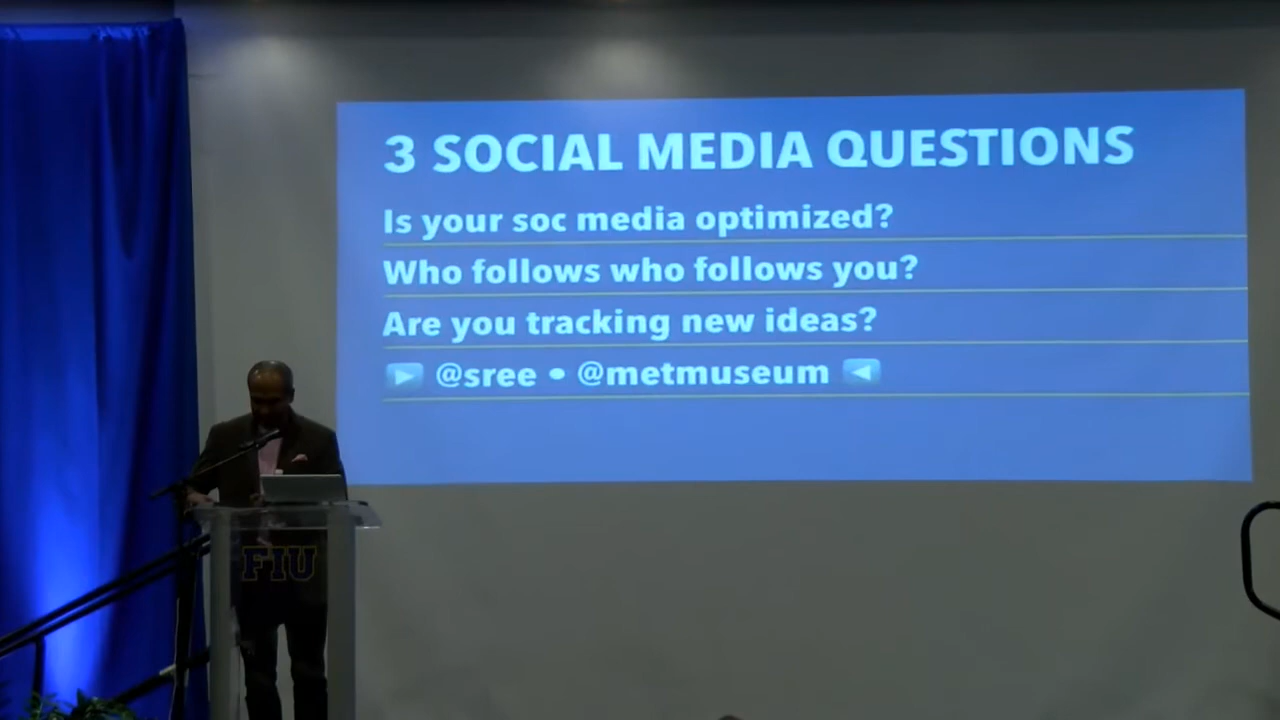 3 SOCIAL MEDIA QUESTIONS
Is your soc media optimized?
Who follows who follows you?
Are you tracking new ideas?
@sree • @metmuseum
FIU